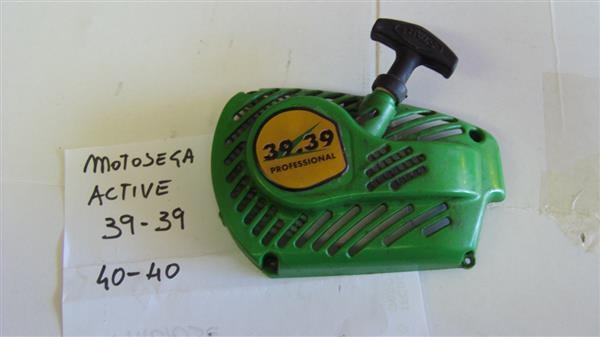 MOTOSEGA
ACTIVE
39-39
40-40
39.39
PROFESSIONAL